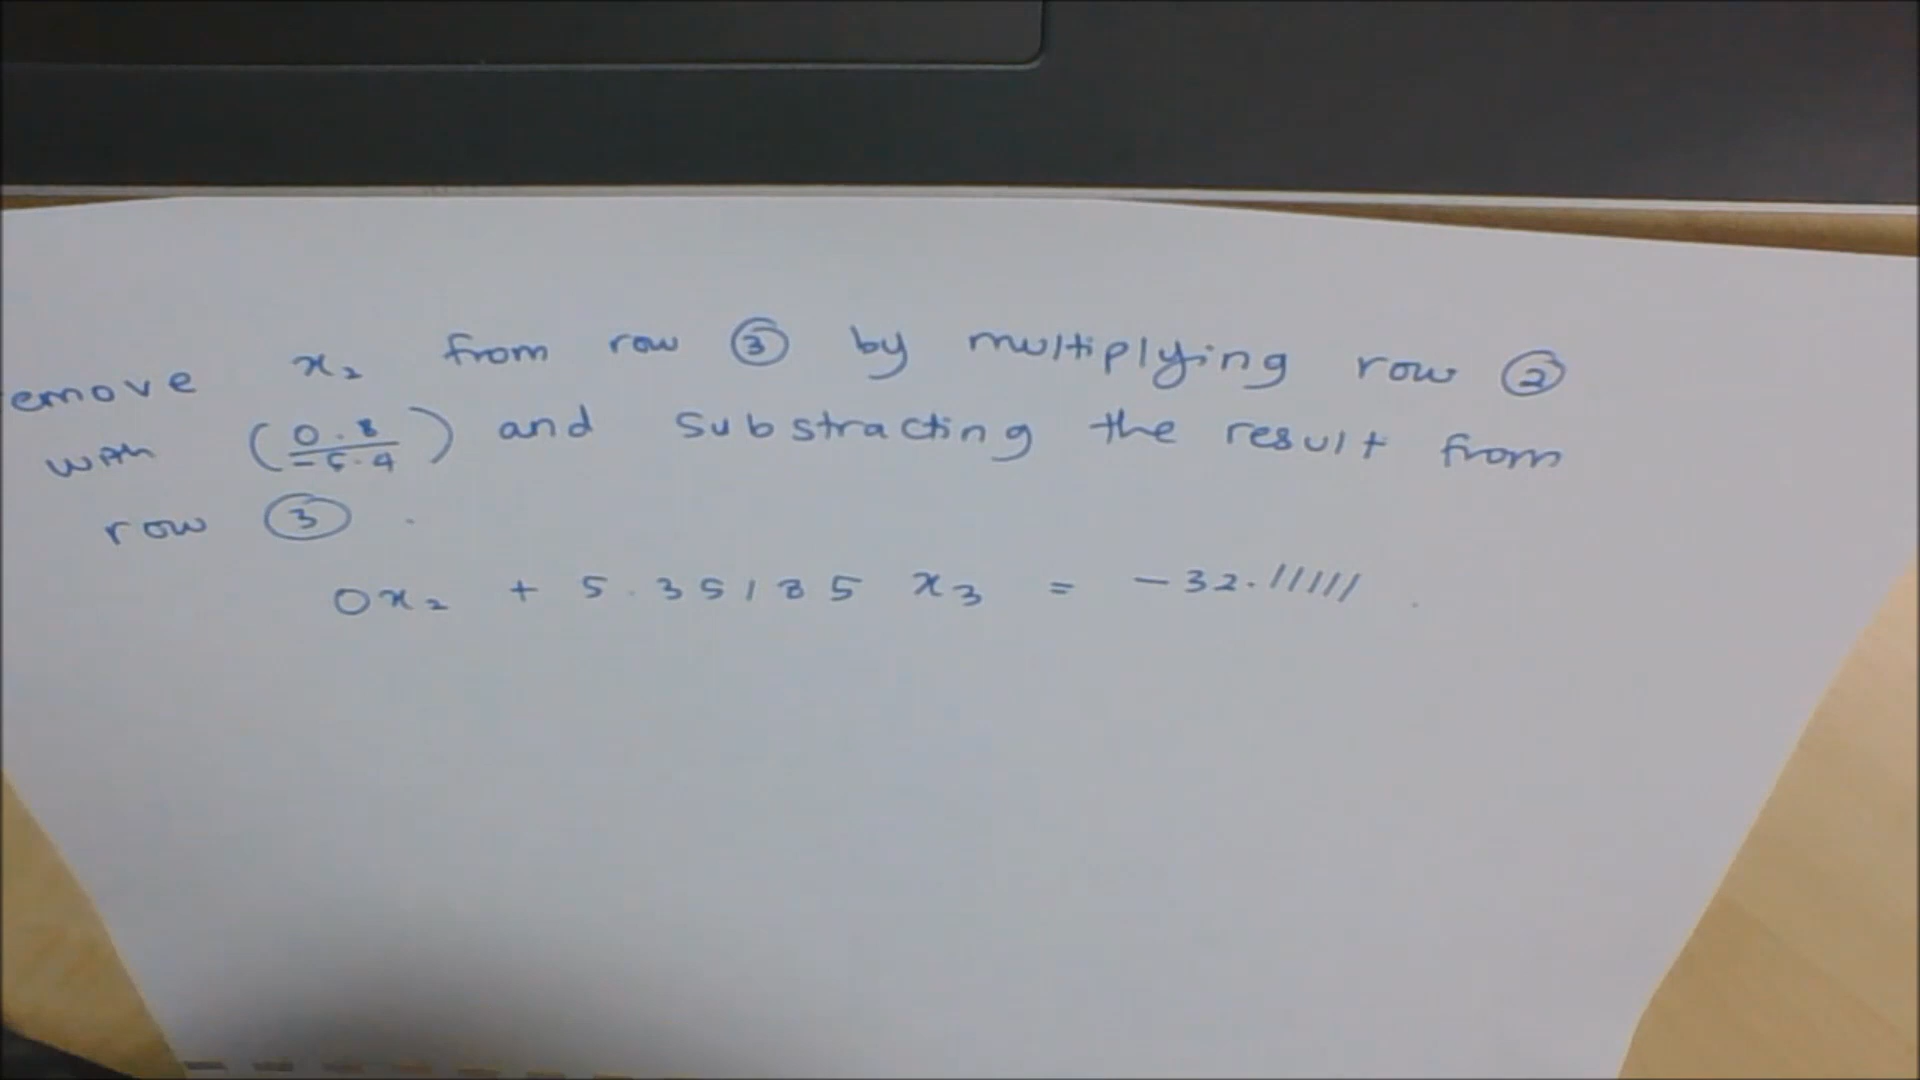 emove x₂ from row ③ by multiplying row ②
with (0.8/-5.4) and substracting the result from
row ③ .
0x₂ + 5.35185 x₃ = -32.11111